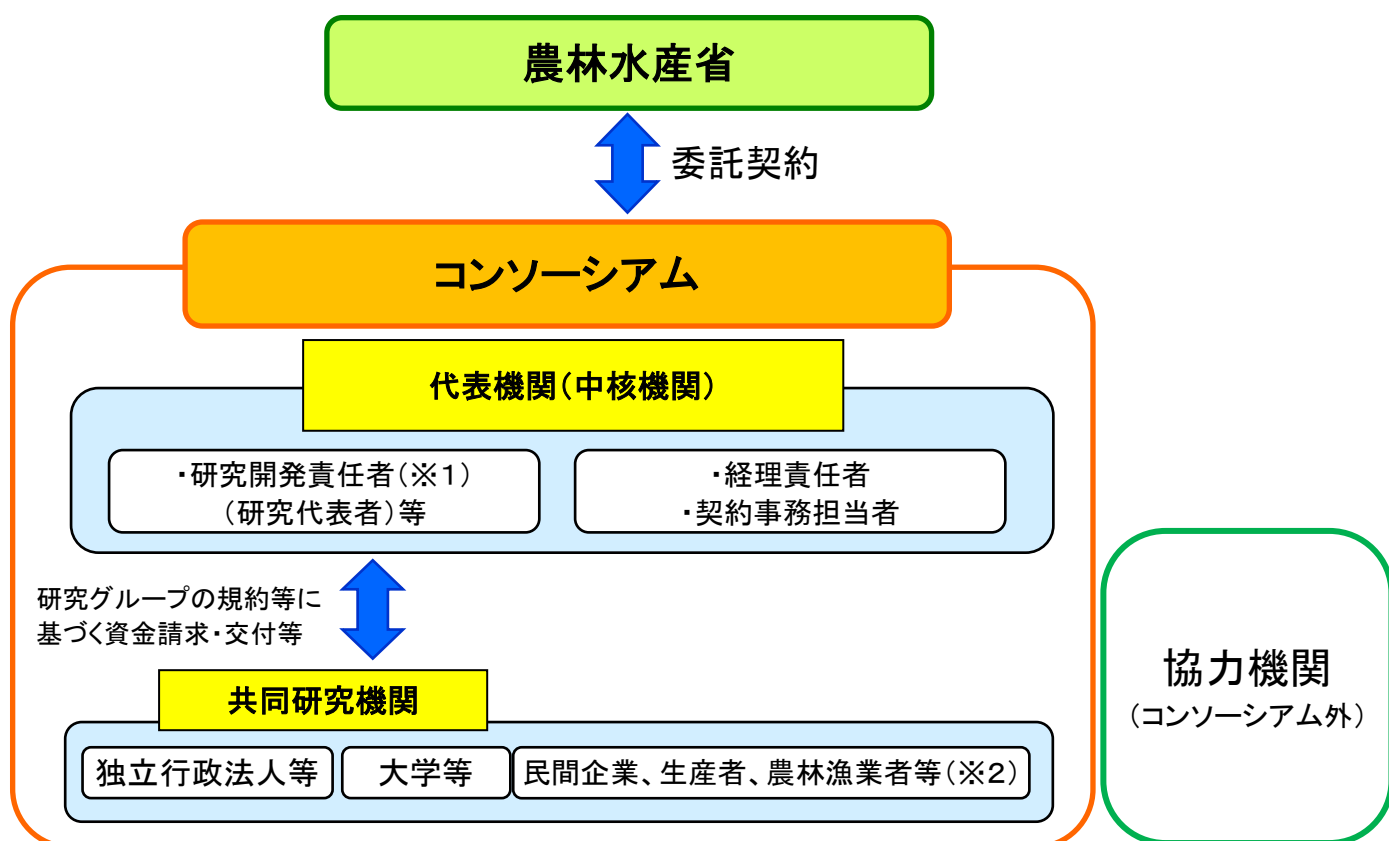 農林水産省
委託契約
コンソーシアム
代表機関(中核機関)
・研究開発責任者(※1)
(研究代表者)等
・経理責任者
・契約事務担当者
研究グループの規約等に
基づく資金請求・交付等
共同研究機関
独立行政法人等
大学等
民間企業、生産者、農林漁業者等(※2)
協力機関
(コンソーシアム外)